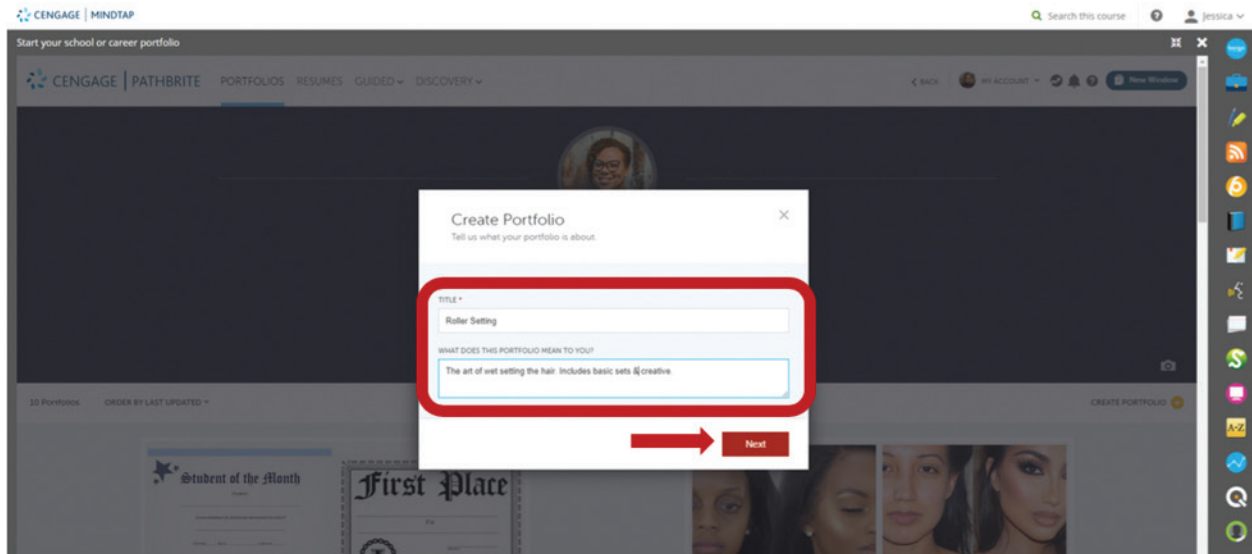 CENGAGE | MINDTAP
Search this course
Jessica
Start your school or career portfolio
CENGAGE | PATHBRITE PORTFOLIOS RESUMES GUIDED DISCOVERY
BACK MY ACCOUNT New Window
Create Portfolio
Tell us what your portfolio is about.
TITLE *
Roller Setting
WHAT DOES THIS PORTFOLIO MEAN TO YOU?
The art of wet setting the hair. Includes basic sets & creative
10 Portfolios ORDER BY LAST UPDATED
CREATE PORTFOLIO
Next
Student of the Month
First Place
For
A-Z